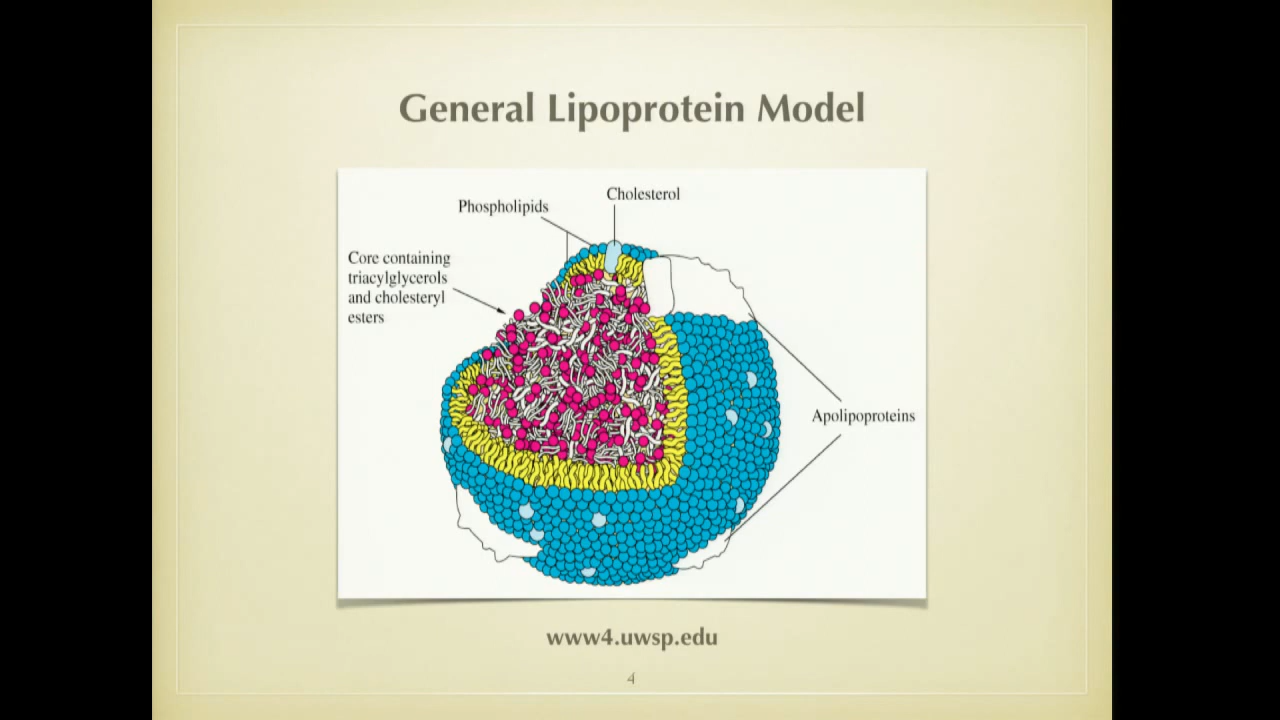 General Lipoprotein Model
Cholesterol
Phospholipids
Core containing
triacylglycerols
and cholesteryl
esters
Apolipoproteins
www4.uwsp.edu
4